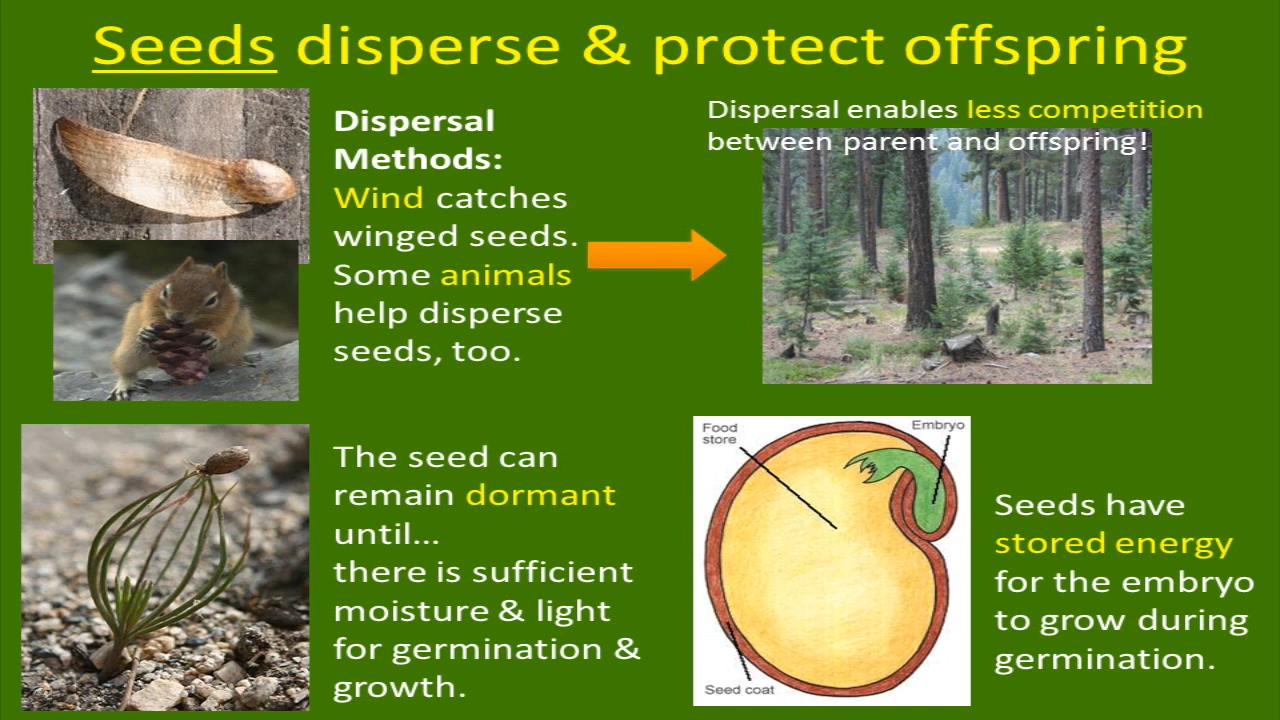 Seeds disperse & protect offspring
Dispersal
Methods:
Wind catches
winged seeds.
Some animals
help disperse
seeds, too.
Dispersal enables less competition
between parent and offspring!
The seed can
remain dormant
until...
there is sufficient
moisture & light
for germination &
growth.
Food
store
Embryo
Seed coat
Seeds have
stored energy
for the embryo
to grow during
germination.